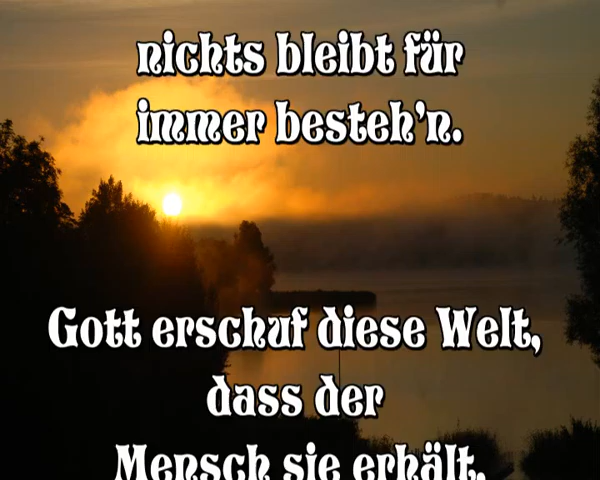 nichts bleibt für
immer besteh'n.
Gott erschuf diese Welt,
dass der
Mensch sie erhält.